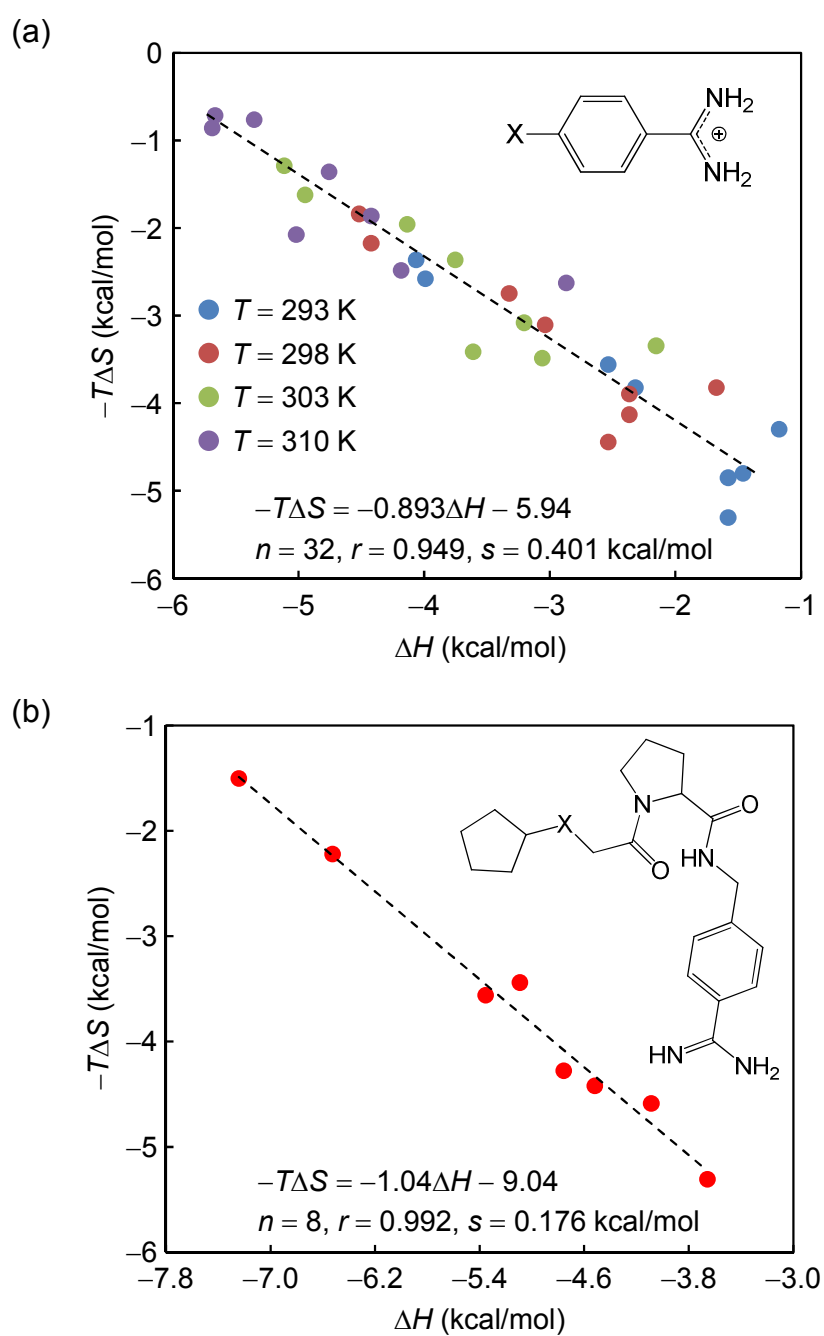 (a)
0
−1
−2
−3
−4
−5
−6
−TΔS (kcal/mol)
X
NH2
⊕
NH2
T = 293 K
T = 298 K
T = 303 K
T = 310 K
−TΔS = −0.893ΔH − 5.94
n = 32, r = 0.949, s = 0.401 kcal/mol
−6 −5 −4 −3 −2 −1
ΔH (kcal/mol)
(b)
−1
−2
−3
−4
−5
−6
−TΔS (kcal/mol)
N
O
X
O
HN
HN
NH2
−TΔS = −1.04ΔH − 9.04
n = 8, r = 0.992, s = 0.176 kcal/mol
−7.8 −7.0 −6.2 −5.4 −4.6 −3.8 −3.0
ΔH (kcal/mol)